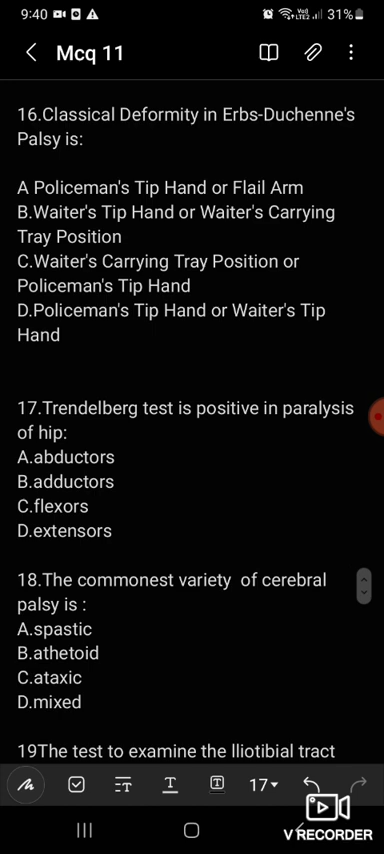 9:40
Vo)) LTE2 31%
Mcq 11
16.Classical Deformity in Erbs-Duchenne's
Palsy is:
A Policeman's Tip Hand or Flail Arm
B.Waiter's Tip Hand or Waiter's Carrying
Tray Position
C.Waiter's Carrying Tray Position or
Policeman's Tip Hand
D.Policeman's Tip Hand or Waiter's Tip
Hand
17.Trendelberg test is positive in paralysis
of hip:
A.abductors
B.adductors
C.flexors
D.extensors
18.The commonest variety of cerebral
palsy is :
A.spastic
B.athetoid
C.ataxic
D.mixed
19The test to examine the lliotibial tract
17
V RECORDER